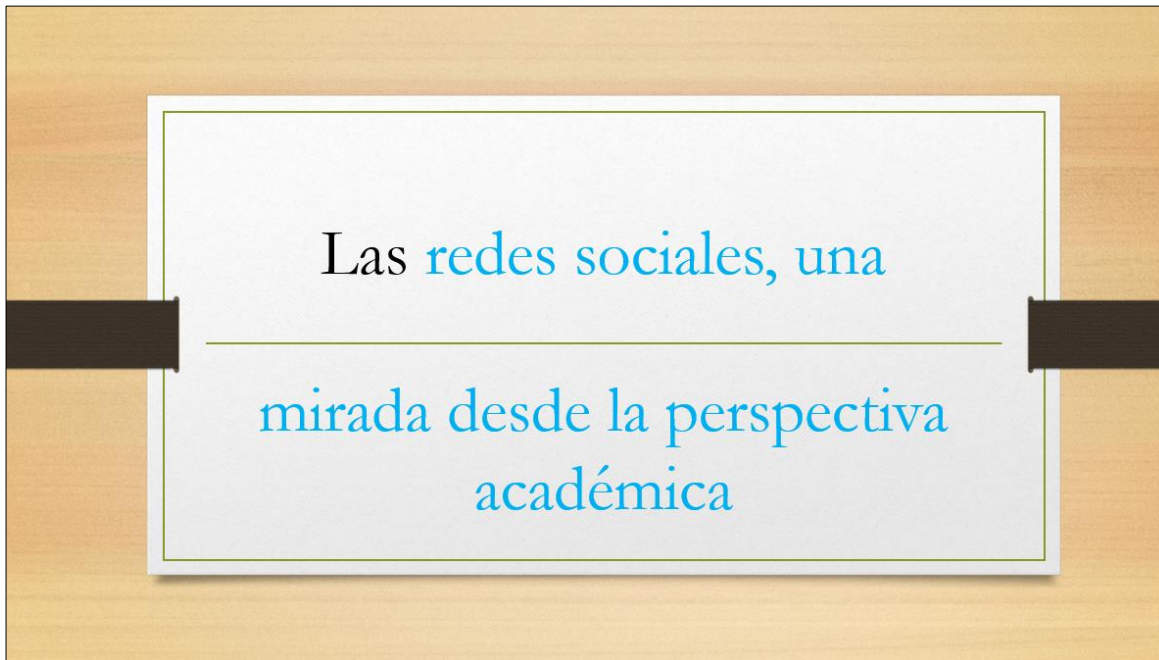 Las redes sociales, una
mirada desde la perspectiva
académica